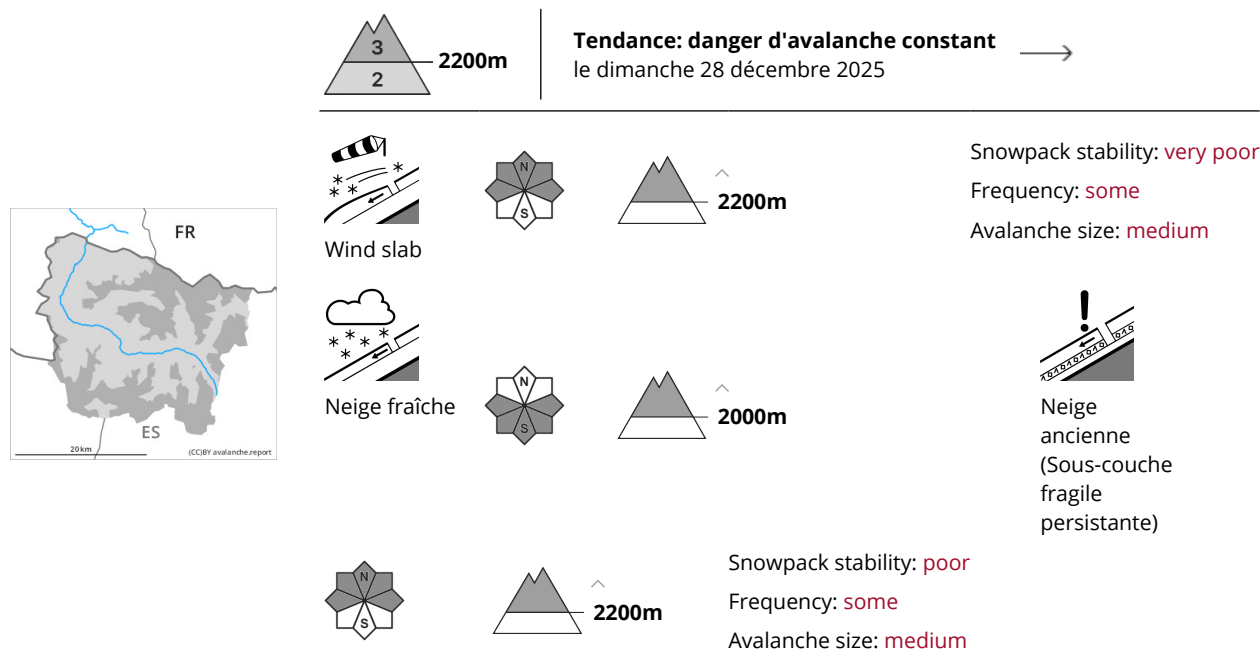 3
2
2200m
Tendance: danger d'avalanche constant
le dimanche 28 décembre 2025
FR
ES
20 km
(CC)BY avalanche.report
Wind slab
N
S
2200m
Snowpack stability: very poor
Frequency: some
Avalanche size: medium
Neige fraîche
N
S
2000m
Neige
ancienne
(Sous-couche
fragile
persistante)
N
S
2200m
Snowpack stability: poor
Frequency: some
Avalanche size: medium